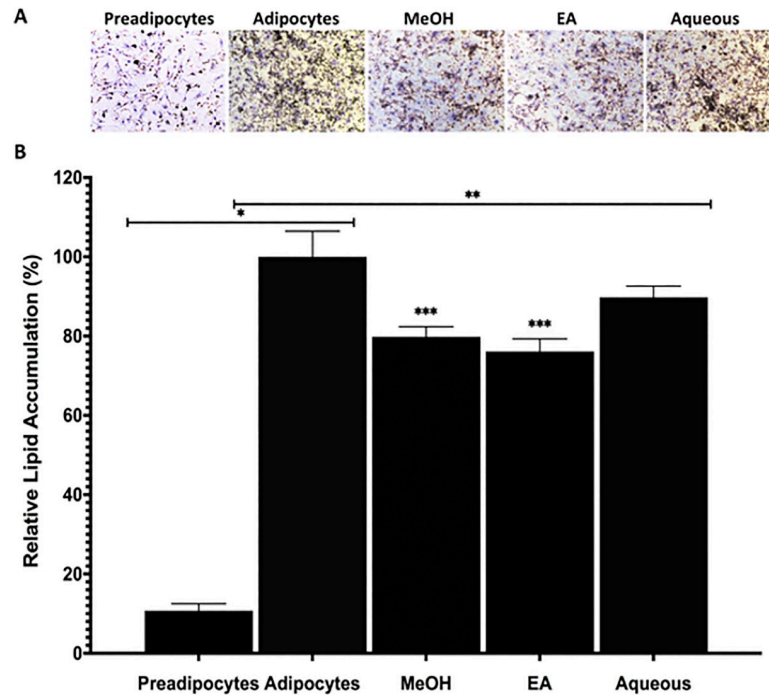 A
Preadipocytes Adipocytes MeOH EA Aqueous
B
Relative Lipid Accumulation (%)
120
100
80
60
40
20
0
*
**
***
***
Preadipocytes Adipocytes MeOH EA Aqueous